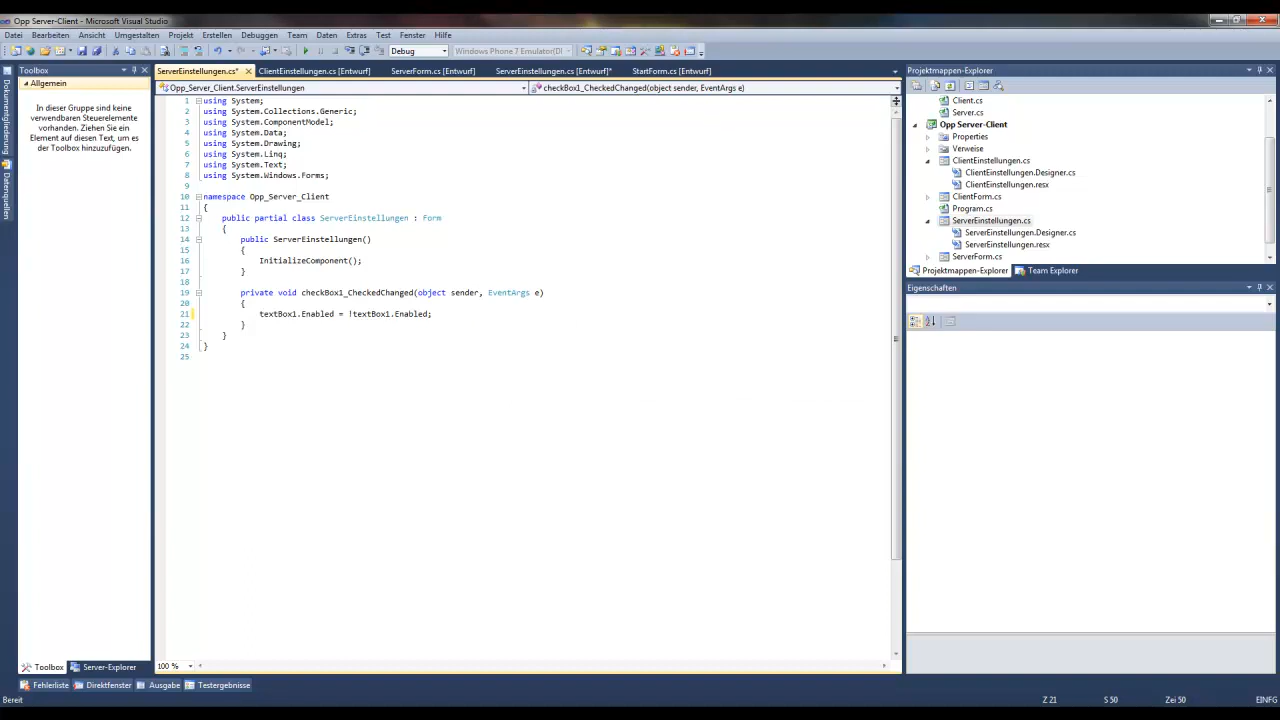 Opp Server-Client - Microsoft Visual Studio
Datei Bearbeiten Ansicht Umgestalten Projekt Erstellen Debuggen Team Daten Extras Test Fenster Hilfe
Debug Windows Phone 7 Emulator(DI
Dokumentgliederung
Datenquellen
Toolbox
Allgemein
In dieser Gruppe sind keine
verwendbaren Steuerelemente
vorhanden. Ziehen Sie ein
Element auf diesen Text, um es
der Toolbox hinzuzufügen.
Toolbox Server-Explorer
ServerEinstellungen.cs* ClientEinstellungen.cs [Entwurf] ServerForm.cs [Entwurf] ServerEinstellungen.cs [Entwurf]* StartForm.cs [Entwurf]
Opp_Server_Client.ServerEinstellungen checkBox1_CheckedChanged(object sender, EventArgs e)
1 using System;
2 using System.Collections.Generic;
3 using System.ComponentModel;
4 using System.Data;
5 using System.Drawing;
6 using System.Linq;
7 using System.Text;
8 using System.Windows.Forms;
9
10 namespace Opp_Server_Client
11 {
12 public partial class ServerEinstellungen : Form
13 {
14 public ServerEinstellungen()
15 {
16 InitializeComponent();
17 }
18
19 private void checkBox1_CheckedChanged(object sender, EventArgs e)
20 {
21 textBox1.Enabled = !textBox1.Enabled;
22 }
23 }
24 }
25
100 %
Projektmappen-Explorer
Client.cs
Server.cs
Opp Server-Client
Properties
Verweise
ClientEinstellungen.cs
ClientEinstellungen.Designer.cs
ClientEinstellungen.resx
ClientForm.cs
Program.cs
ServerEinstellungen.cs
ServerEinstellungen.Designer.cs
ServerEinstellungen.resx
ServerForm.cs
Projektmappen-Explorer Team Explorer
Eigenschaften
Fehlerliste Direktfenster Ausgabe Testergebnisse
Bereit Z 21 S 50 Zei 50 EINFG